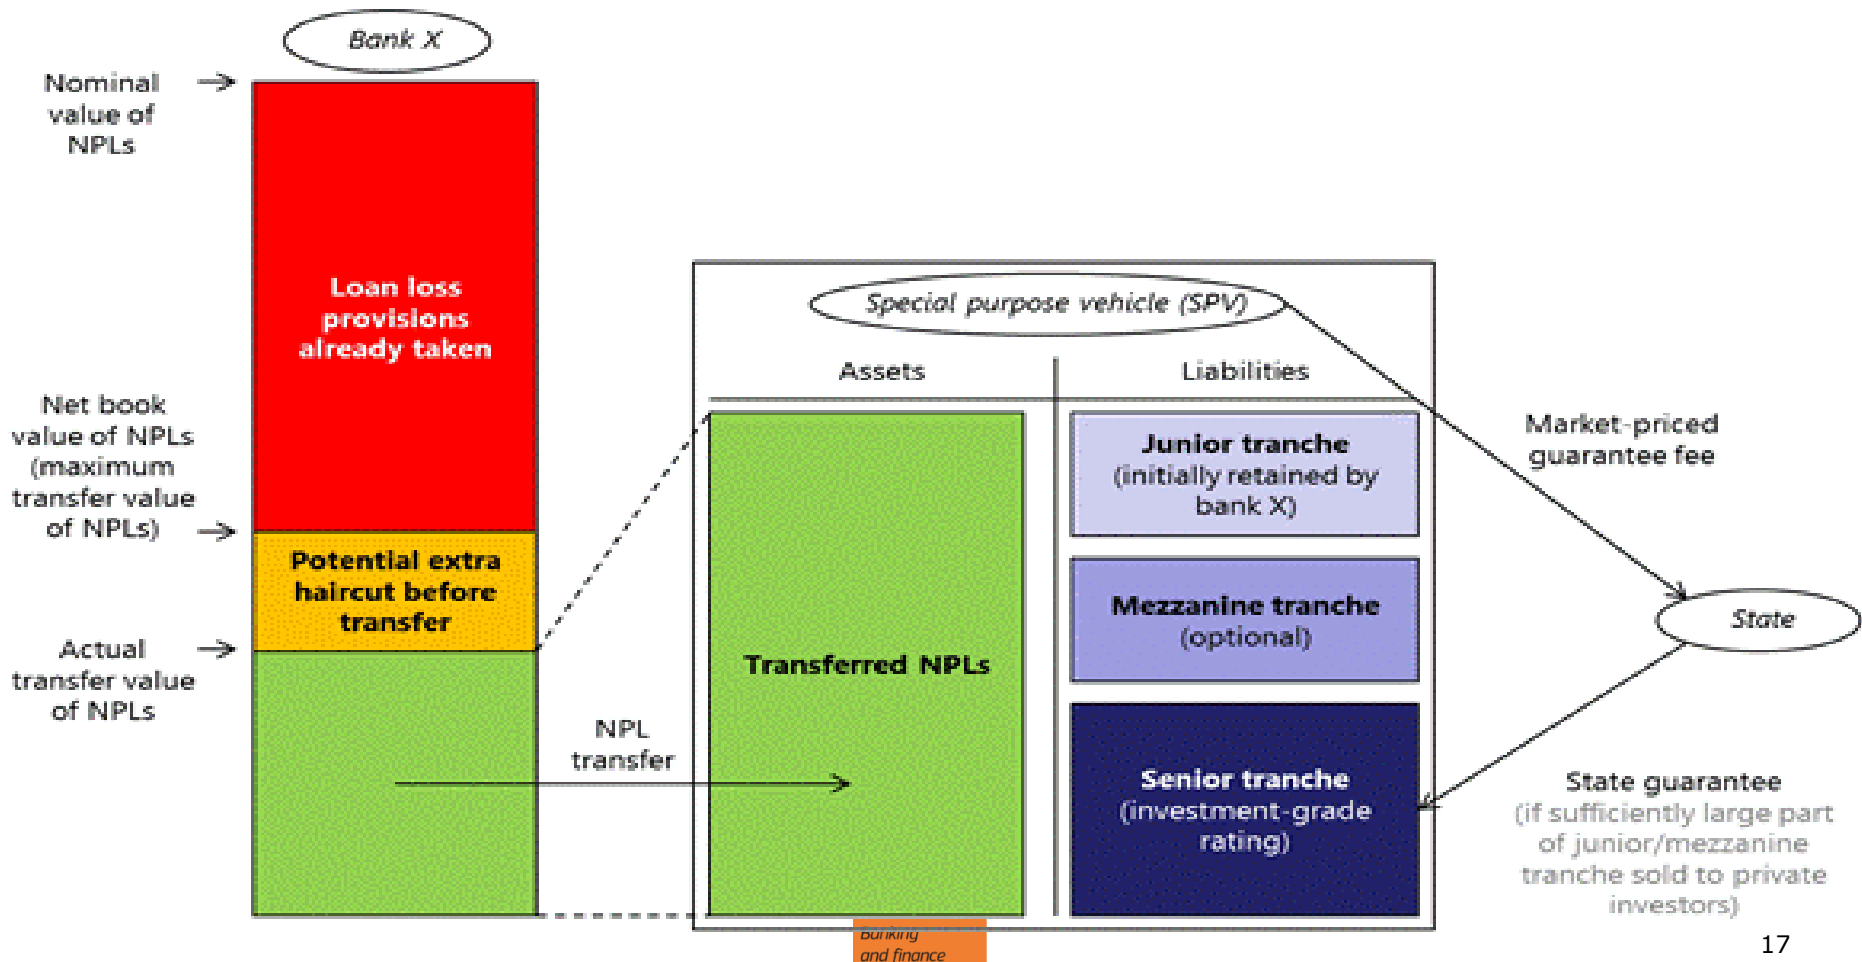 Bank X
Nominal
value of
NPLs
Loan loss
provisions
already taken
Net book
value of NPLs
(maximum
transfer value
of NPLs)
Potential extra
haircut before
transfer
Actual
transfer value
of NPLs
NPL
transfer
Special purpose vehicle (SPV)
Assets
Liabilities
Transferred NPLs
Junior tranche
(initially retained by
bank X)
Mezzanine tranche
(optional)
Senior tranche
(investment-grade
rating)
Market-priced
guarantee fee
State
State guarantee
(if sufficiently large part
of junior/mezzanine
tranche sold to private
investors)
Banking
and finance
17